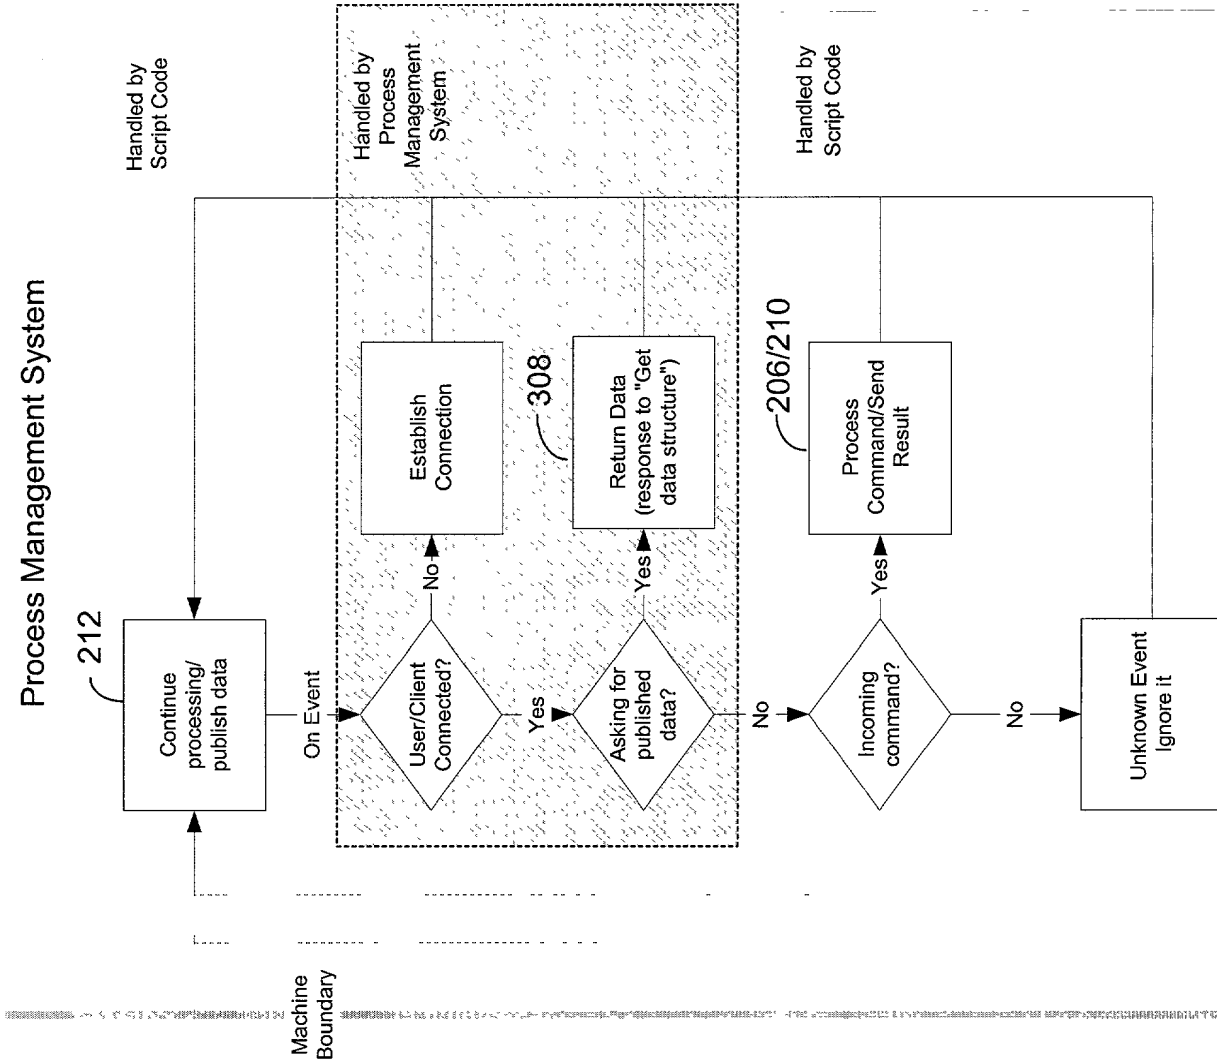 Process Management System
212
Continue
processing/
publish data
Handled by
Script Code
On Event
User/Client
Connected?
No
Establish
Connection
Handled by
Process
Management
System
Yes
Asking for
published
data?
Yes
308
Return Data
(response to "Get
data structure")
No
Incoming
command?
Yes
206/210
Process
Command/Send
Result
Handled by
Script Code
No
Unknown Event
Ignore it
Machine
Boundary